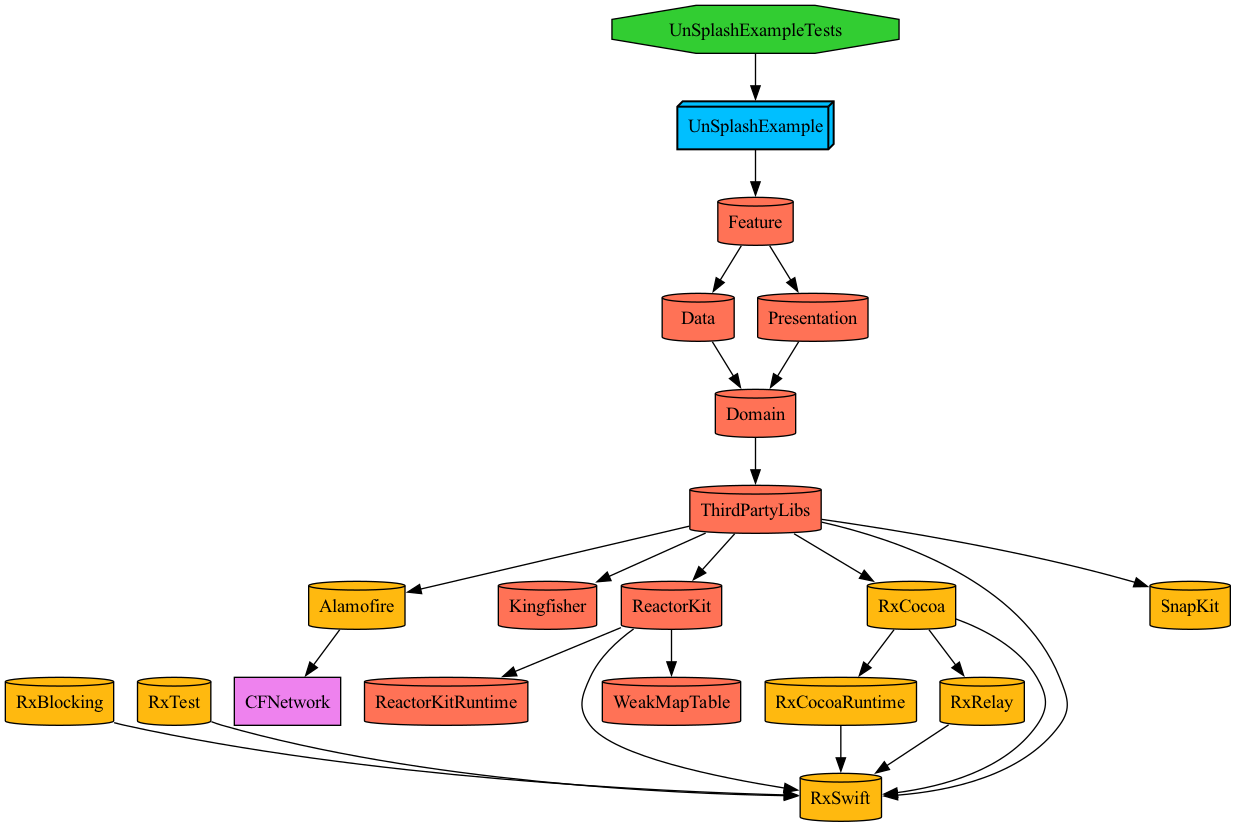 UnSplashExampleTests
UnSplashExample
Feature
Data
Presentation
Domain
ThirdPartyLibs
Alamofire
Kingfisher
ReactorKit
RxCocoa
SnapKit
RxBlocking
RxTest
CFNetwork
ReactorKitRuntime
WeakMapTable
RxCocoaRuntime
RxRelay
RxSwift